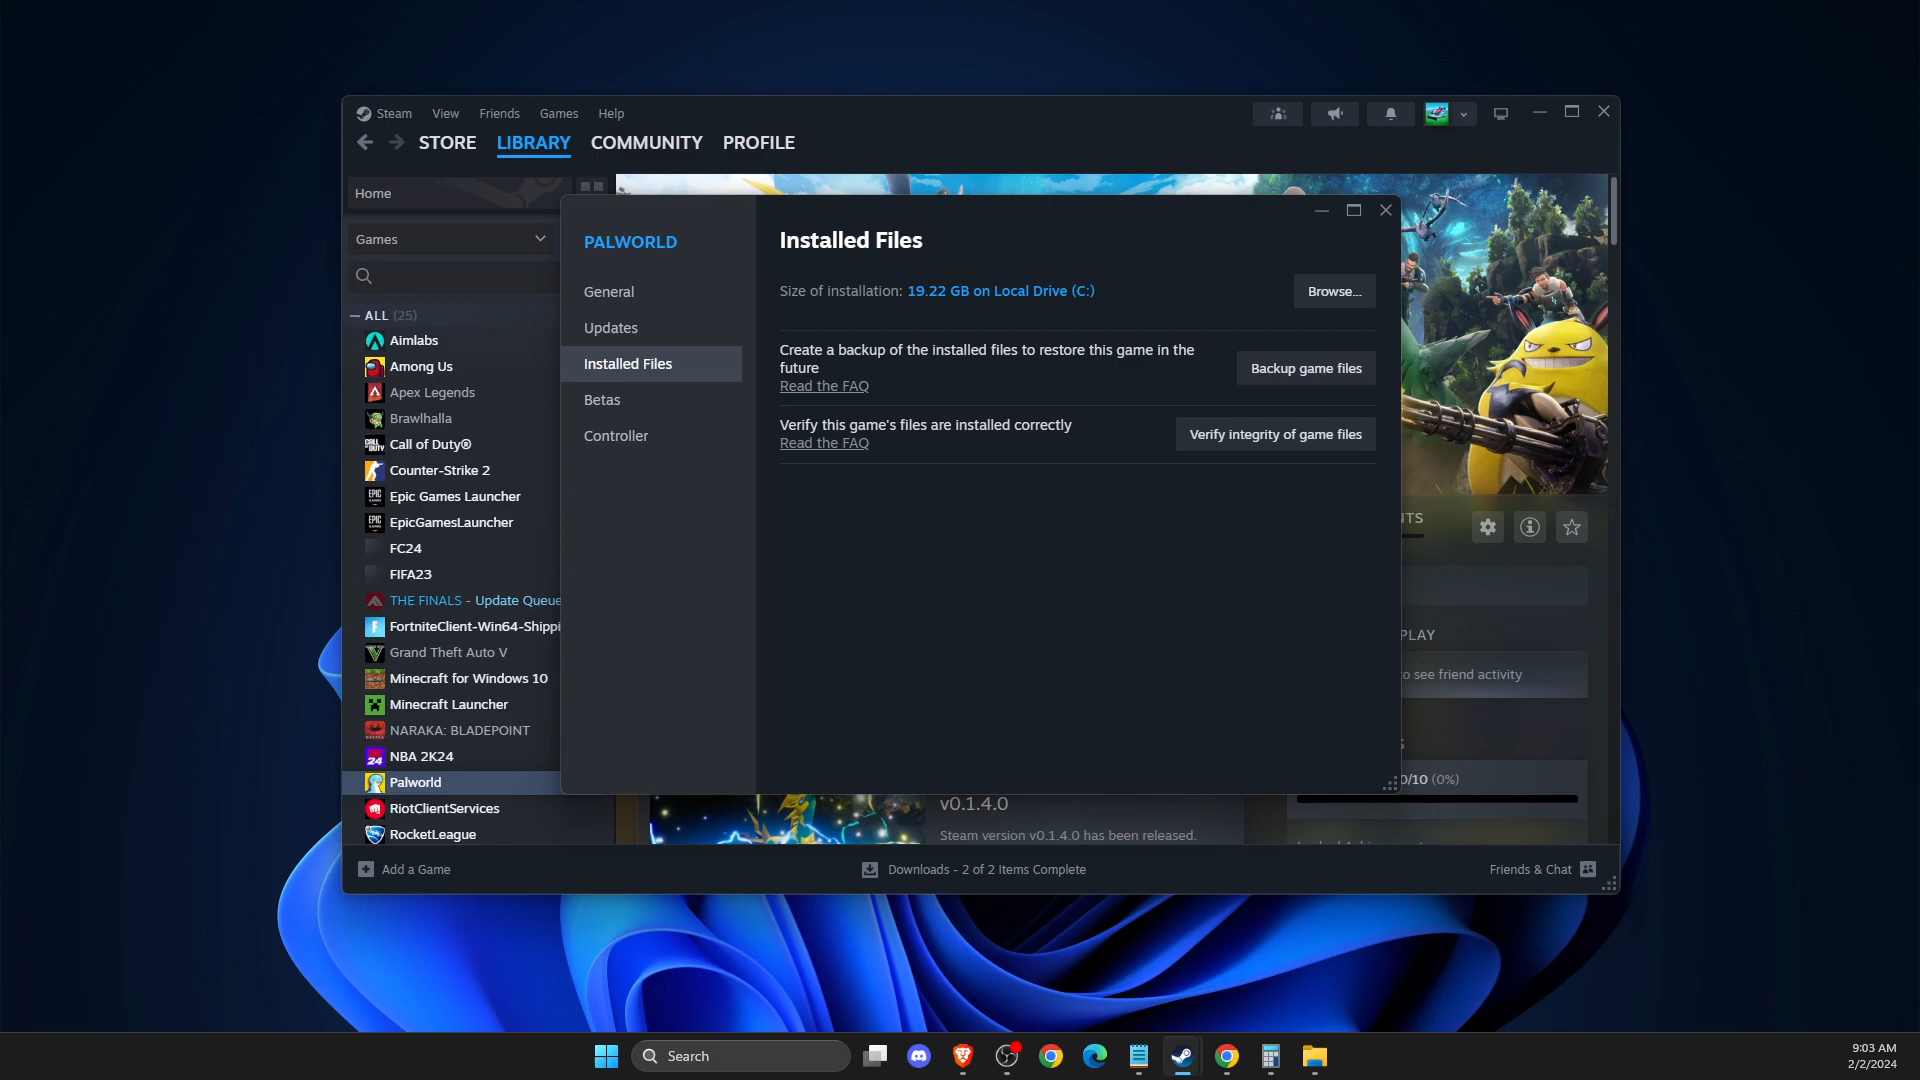 Steam View Friends Games Help
STORE LIBRARY COMMUNITY PROFILE
Home
Games
ALL (25)
Aimlabs
Among Us
Apex Legends
Brawlhalla
Call of Duty®
Counter-Strike 2
Epic Games Launcher
EpicGamesLauncher
FC24
FIFA23
THE FINALS - Update Queue
FortniteClient-Win64-Shippi
Grand Theft Auto V
Minecraft for Windows 10
Minecraft Launcher
NARAKA: BLADEPOINT
NBA 2K24
Palworld
RiotClientServices
RocketLeague
PALWORLD
General
Updates
Installed Files
Betas
Controller
Installed Files
Size of installation: 19.22 GB on Local Drive (C:)
Browse...
Create a backup of the installed files to restore this game in the
future
Read the FAQ
Backup game files
Verify this game's files are installed correctly
Read the FAQ
Verify integrity of game files
NTS
PLAY
to see friend activity
S
0/10 (0%)
v0.1.4.0
Steam version v0.1.4.0 has been released.
Add a Game
Downloads - 2 of 2 Items Complete
Friends & Chat
Search
9:03 AM
2/2/2024